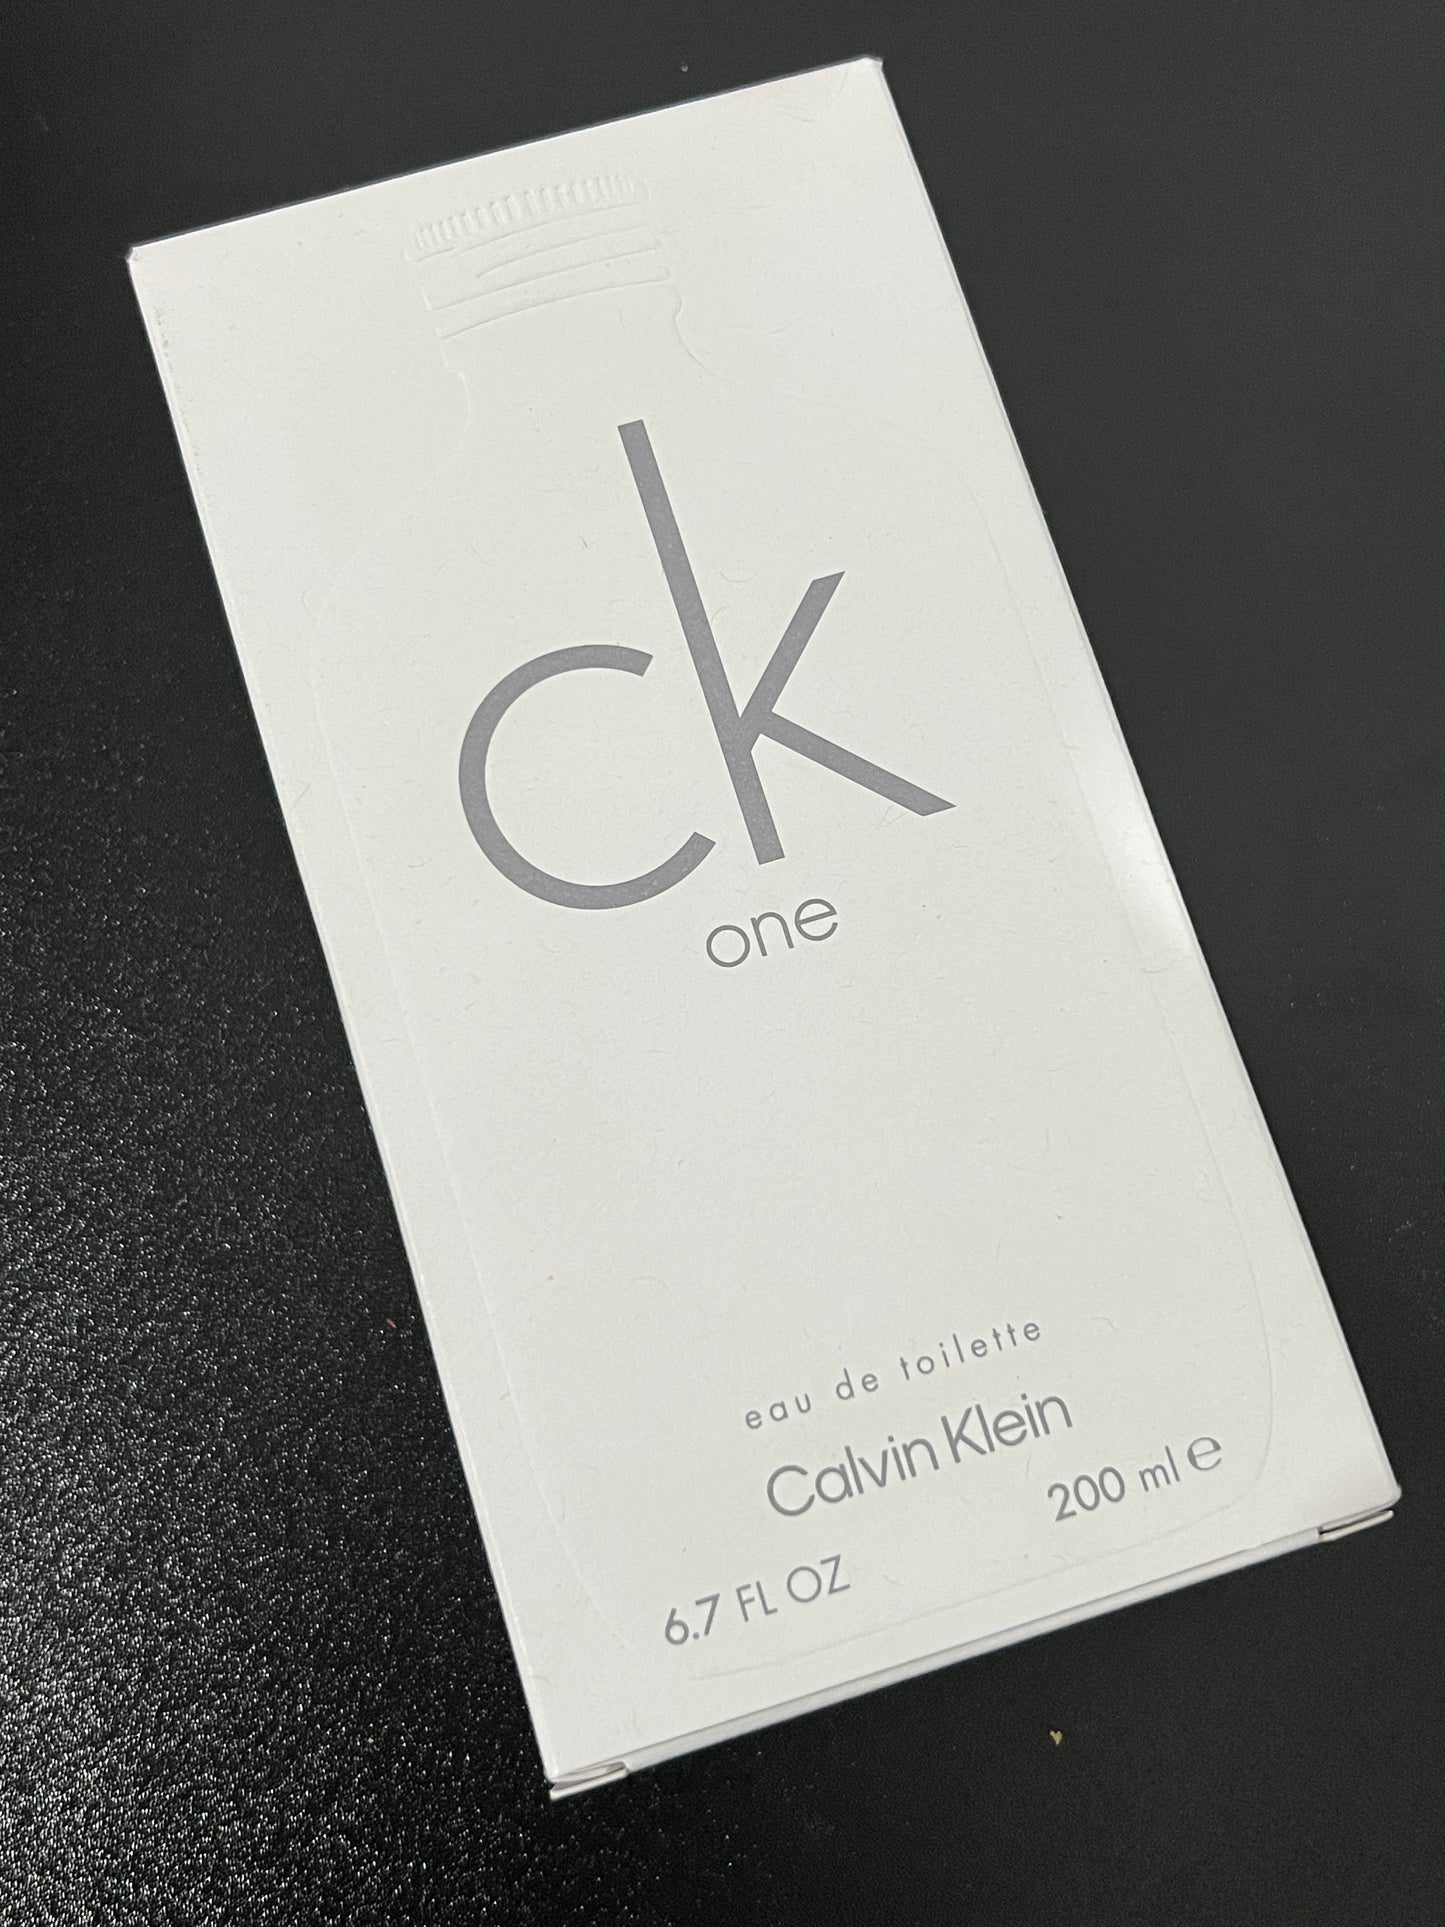 ck
one
eau de toilette
Calvin Klein
6.7 FL OZ 200 ml ℮